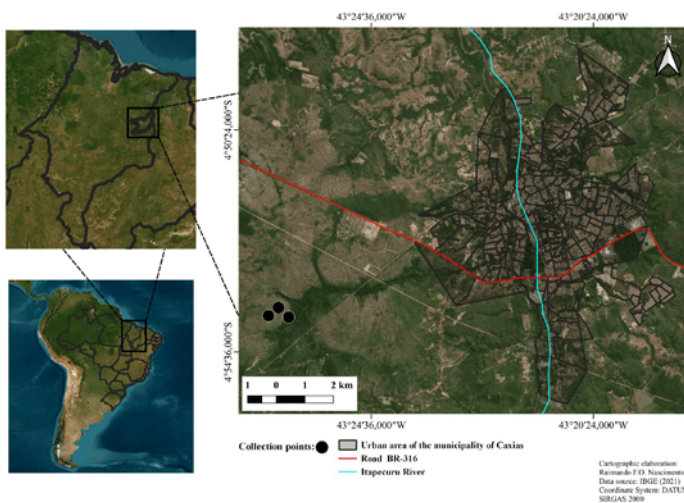 43°24'36,000"W
43°20'24,000"W
N
4°50'24,000"S
4°54'36,000"S
1 0 1 2 km
43°24'36,000"W
43°20'24,000"W
Collection points:
Urban area of the municipality of Caxias
Road BR-316
Itapecuru River
Cartographic elaboration:
Raimundo F.O. Nascimento
Data source: IBGE (2021)
Coordinate System: DATUM
SIRGAS 2000